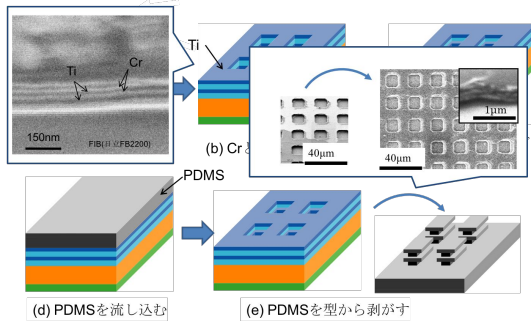 Ti
Cr
150nm
FIB(日立FB2200)
Ti
(b) Crと
40μm
40μm
1μm
PDMS
(d) PDMSを流し込む
(e) PDMSを型から剥がす